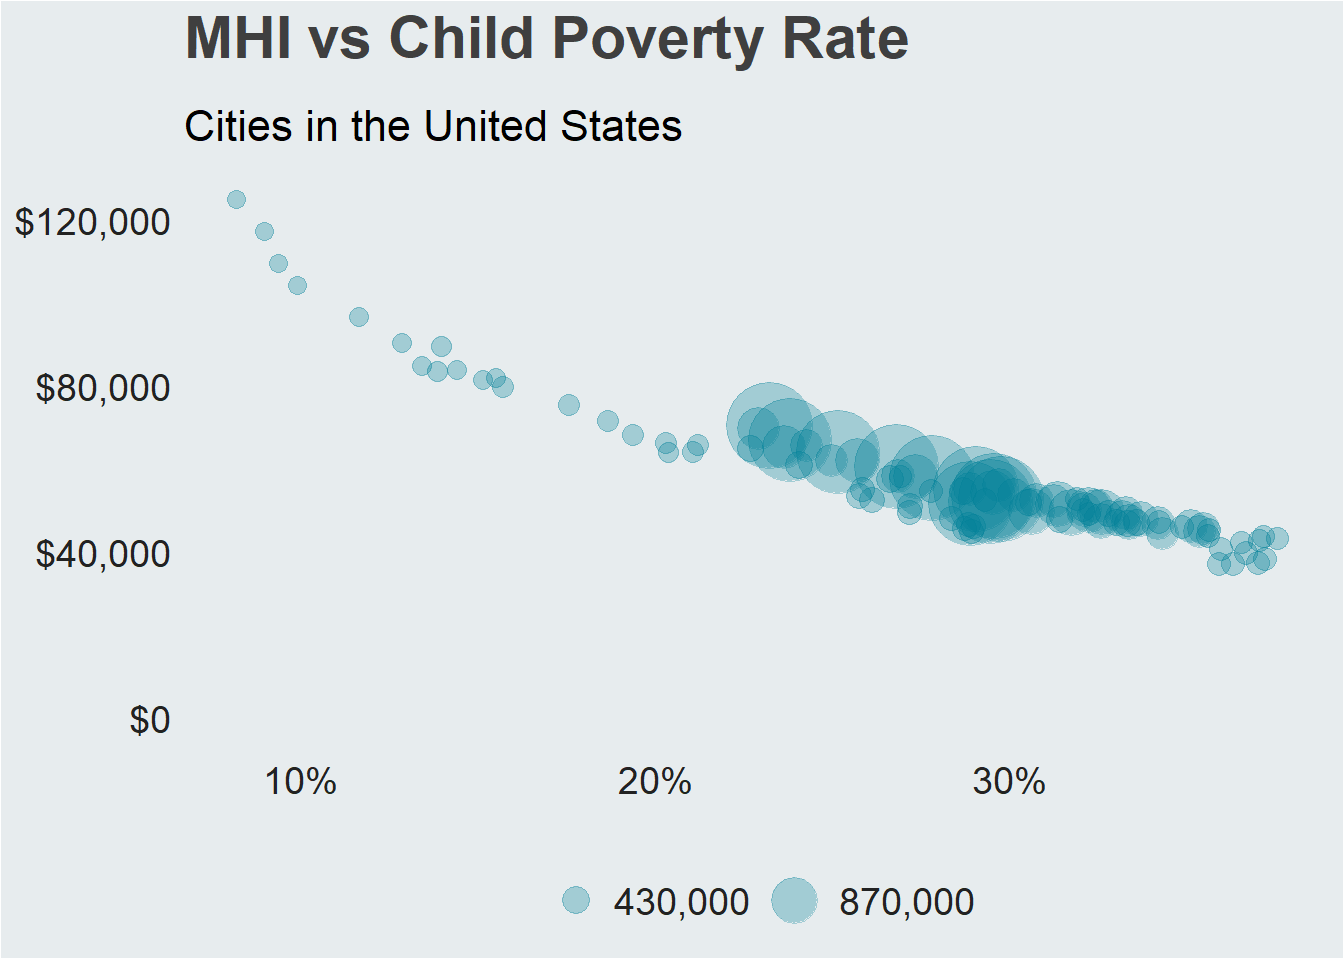 MHI vs Child Poverty Rate
Cities in the United States
$120,000
$80,000
$40,000
$0
10% 20% 30%
430,000 870,000